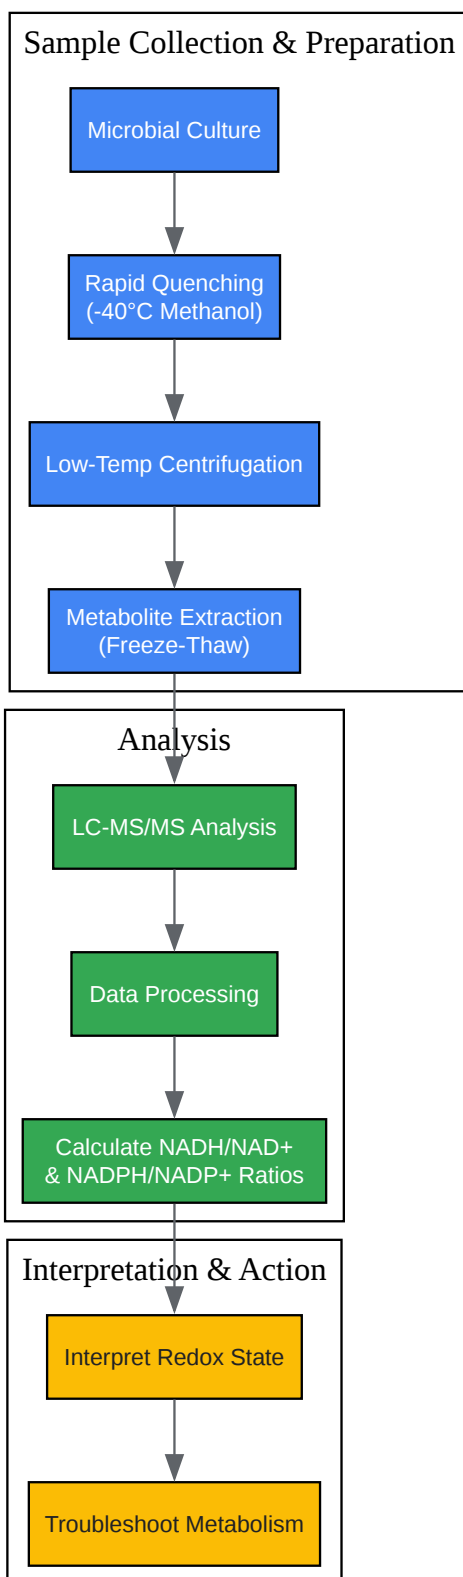 Sample Collection & Preparation
Microbial Culture
Rapid Quenching
(-40°C Methanol)
Low-Temp Centrifugation
Metabolite Extraction
(Freeze-Thaw)
Analysis
LC-MS/MS Analysis
Data Processing
Calculate NADH/NAD+
& NADPH/NADP+ Ratios
Interpretation & Action
Interpret Redox State
Troubleshoot Metabolism